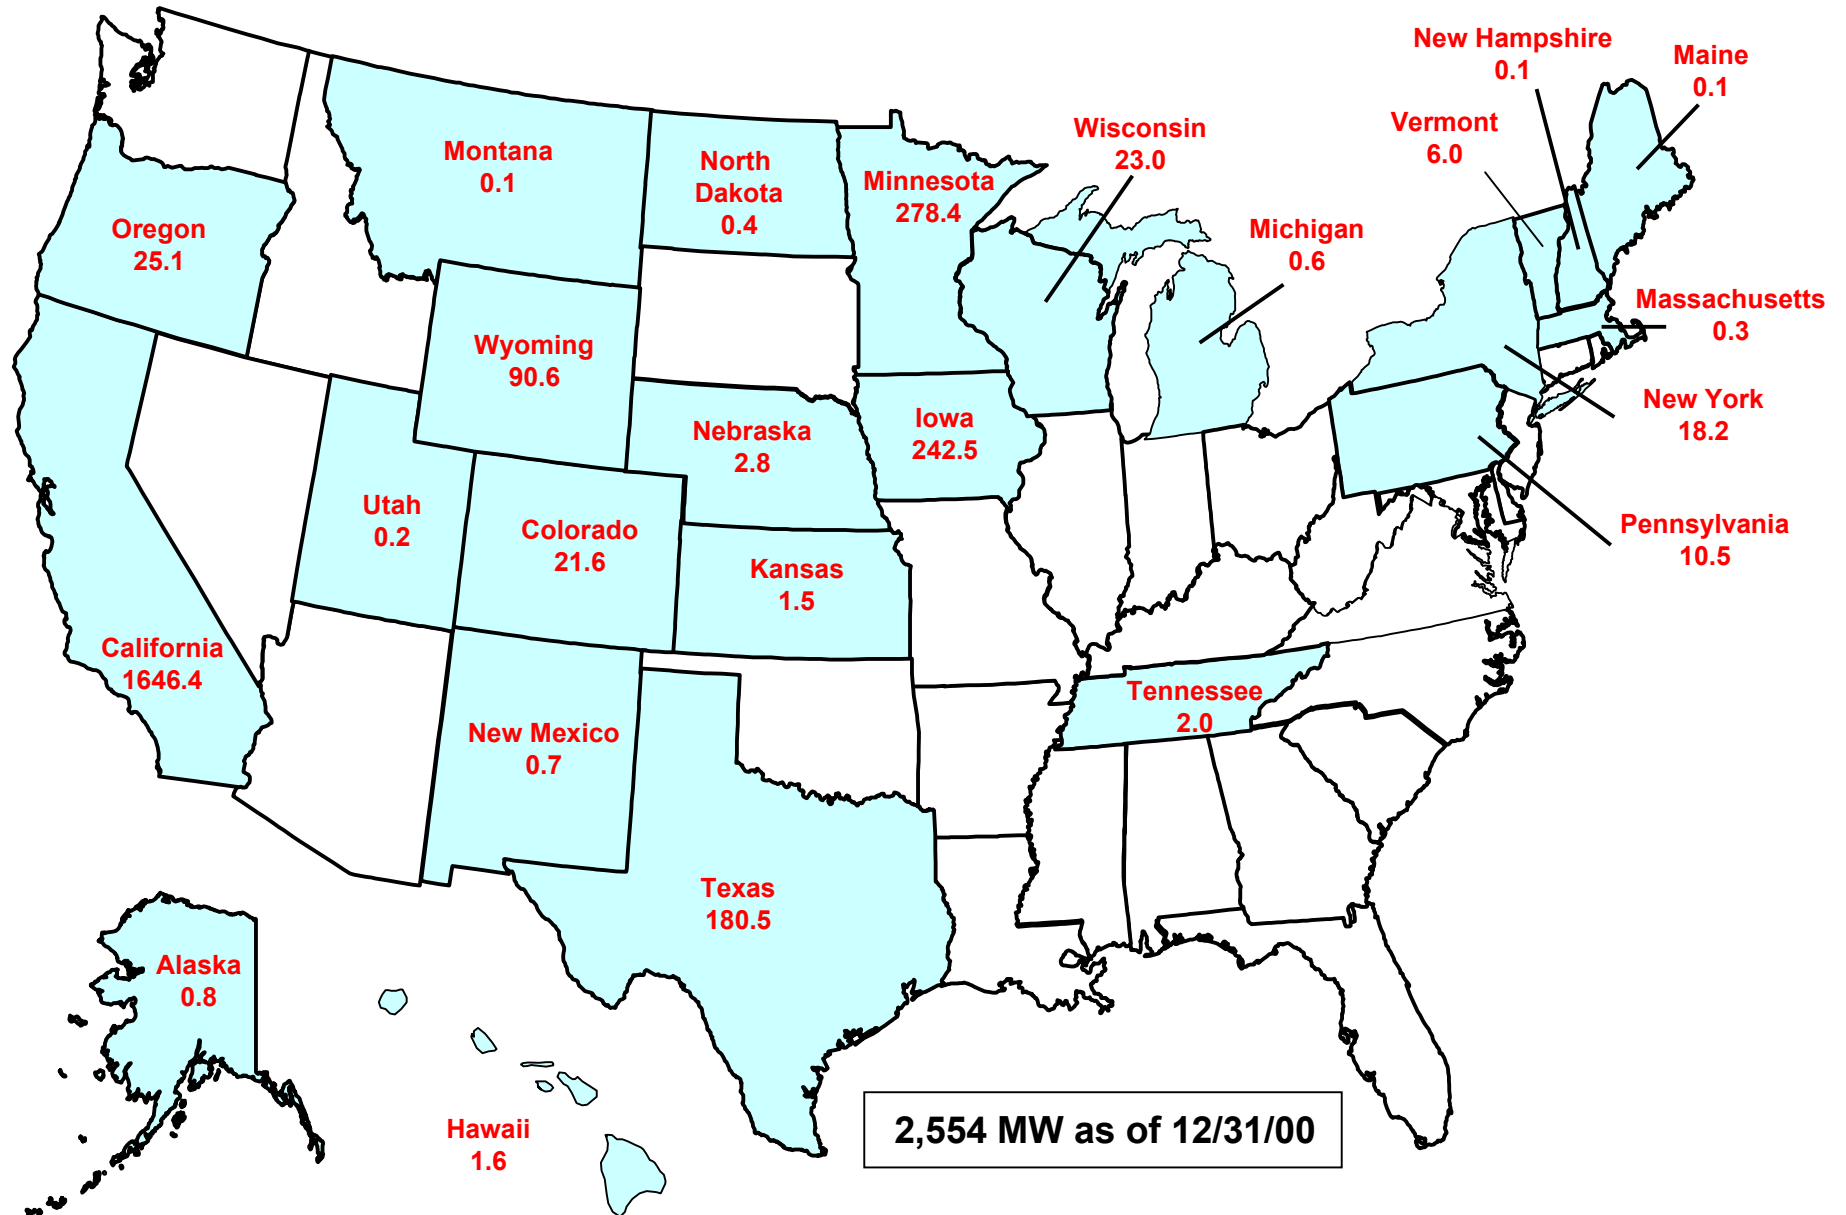 New Hampshire
0.1
Maine
0.1
Vermont
6.0
Wisconsin
23.0
Montana
0.1
North
Dakota
0.4
Minnesota
278.4
Oregon
25.1
Michigan
0.6
Massachusetts
0.3
Wyoming
90.6
New York
18.2
Nebraska
2.8
Iowa
242.5
Utah
0.2
Colorado
21.6
Kansas
1.5
Pennsylvania
10.5
California
1646.4
Tennessee
2.0
New Mexico
0.7
Texas
180.5
Alaska
0.8
Hawaii
1.6
2,554 MW as of 12/31/00